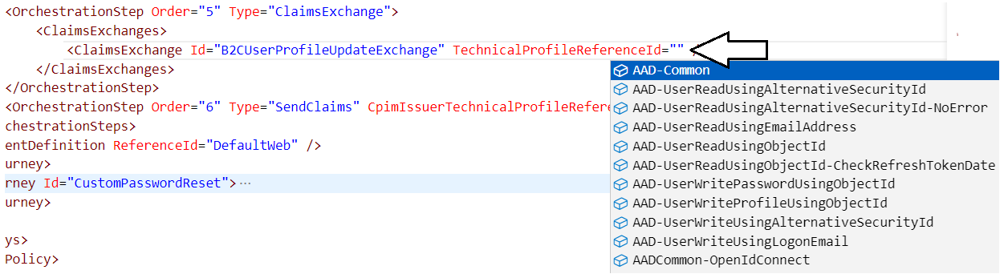 <OrchestrationStep Order="5" Type="ClaimsExchange">
<ClaimsExchanges>
<ClaimsExchange Id="B2CUserProfileUpdateExchange" TechnicalProfileReferenceId="" /
</ClaimsExchanges>
</OrchestrationStep>
<OrchestrationStep Order="6" Type="SendClaims" CpimIssuerTechnicalProfileRefere
chestrationSteps>
entDefinition ReferenceId="DefaultWeb" />
urney>
rney Id="CustomPasswordReset">…
urney>
ys>
Policy>
AAD-Common
AAD-UserReadUsingAlternativeSecurityId
AAD-UserReadUsingAlternativeSecurityId-NoError
AAD-UserReadUsingEmailAddress
AAD-UserReadUsingObjectId
AAD-UserReadUsingObjectId-CheckRefreshTokenDate
AAD-UserWritePasswordUsingObjectId
AAD-UserWriteProfileUsingObjectId
AAD-UserWriteUsingAlternativeSecurityId
AAD-UserWriteUsingLogonEmail
AADCommon-OpenIdConnect